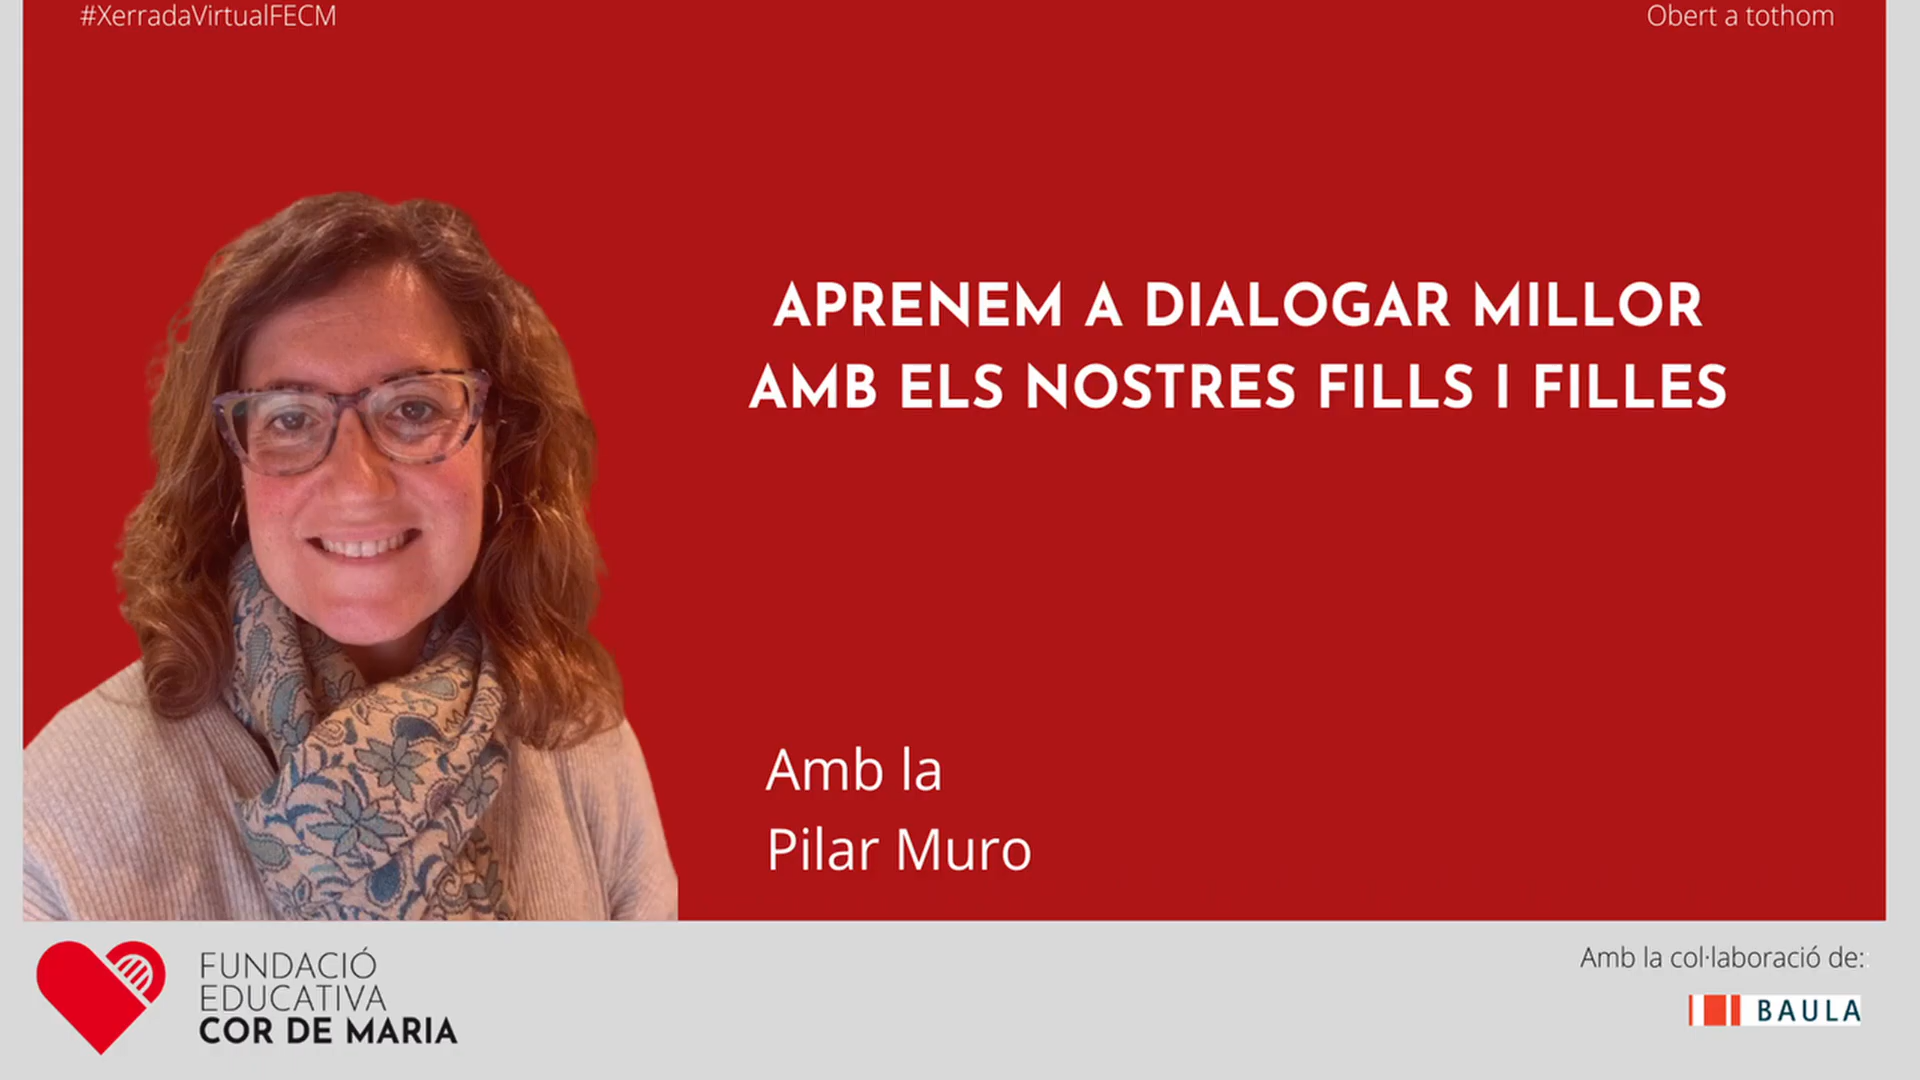 #XerradaVirtualFECM
Obert a tothom
APRENEM A DIALOGAR MILLOR
AMB ELS NOSTRES FILLS I FILLES
Amb la
Pilar Muro
FUNDACIÓ
EDUCATIVA
COR DE MARIA
Amb la col·laboració de:
BAULA